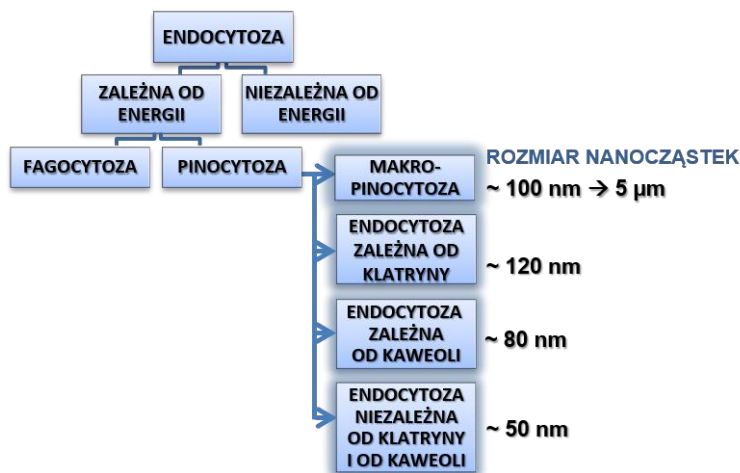 ENDOCYTOZA
ZALEŻNA OD
ENERGII
NIEZALEŻNA OD
ENERGII
FAGOCYTOZA
PINOCYTOZA
MAKRO-
PINOCYTOZA
ROZMIAR NANOCZĄSTEK
~ 100 nm → 5 µm
ENDOCYTOZA
ZALEŻNA OD
KLATRYNY
~ 120 nm
ENDOCYTOZA
ZALEŻNA
OD KAWEOLI
~ 80 nm
ENDOCYTOZA
NIEZALEŻNA
OD KLATRYNY
I OD KAWEOLI
~ 50 nm